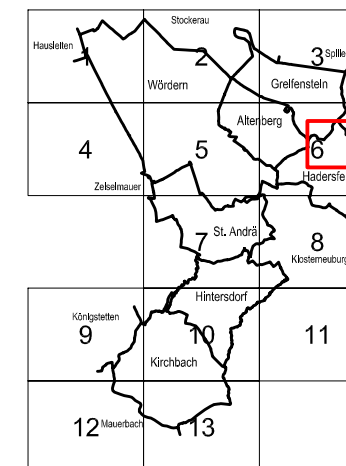 Stockerau
Hausleiten
1
2
3 Spille
Wördern
Greifenstein
Altenberg
4
5
6
Hadersfe
Zeiselmauer
St. Andrä
7
8
Klosterneuburg
Hintersdorf
Königstetten
9
10
11
Kirchbach
12 Mauerbach
13